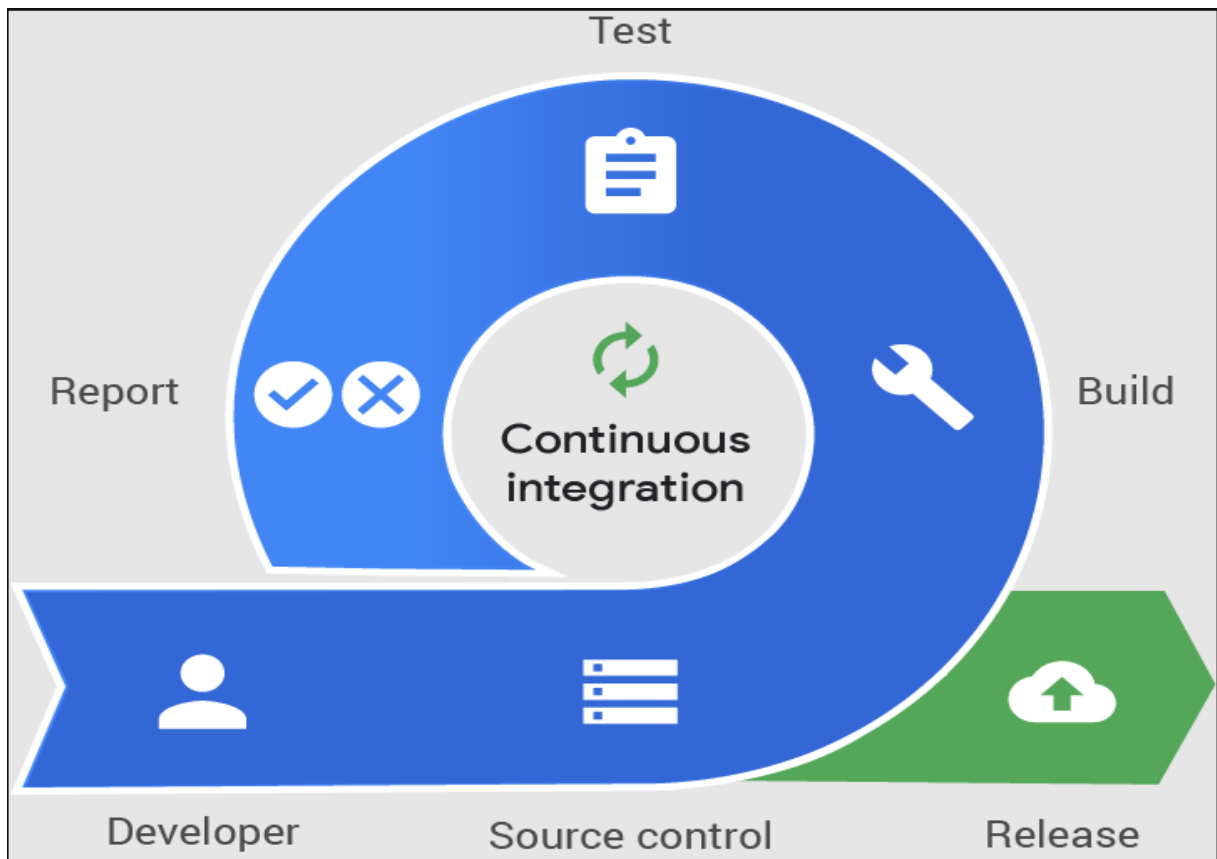 Test
Report
Build
Continuous
integration
Developer
Source control
Release